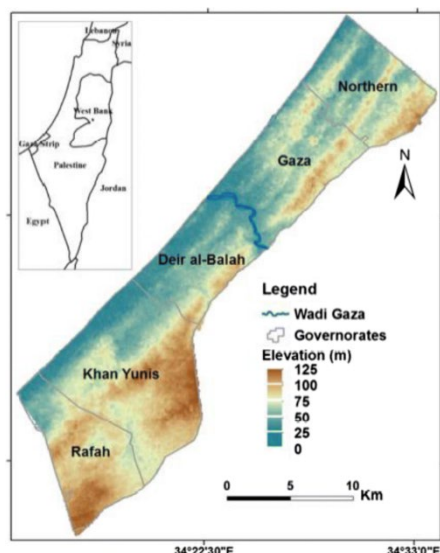 Lebanon
Syria
West Bank
Gaza Strip
Palestine
Jordan
Egypt
Northern
Gaza
N
Deir al-Balah
Khan Yunis
Rafah
Legend
Wadi Gaza
Governorates
Elevation (m)
125
100
75
50
25
0
0 5 10
Km
34°22'30"E 34°33'0"E